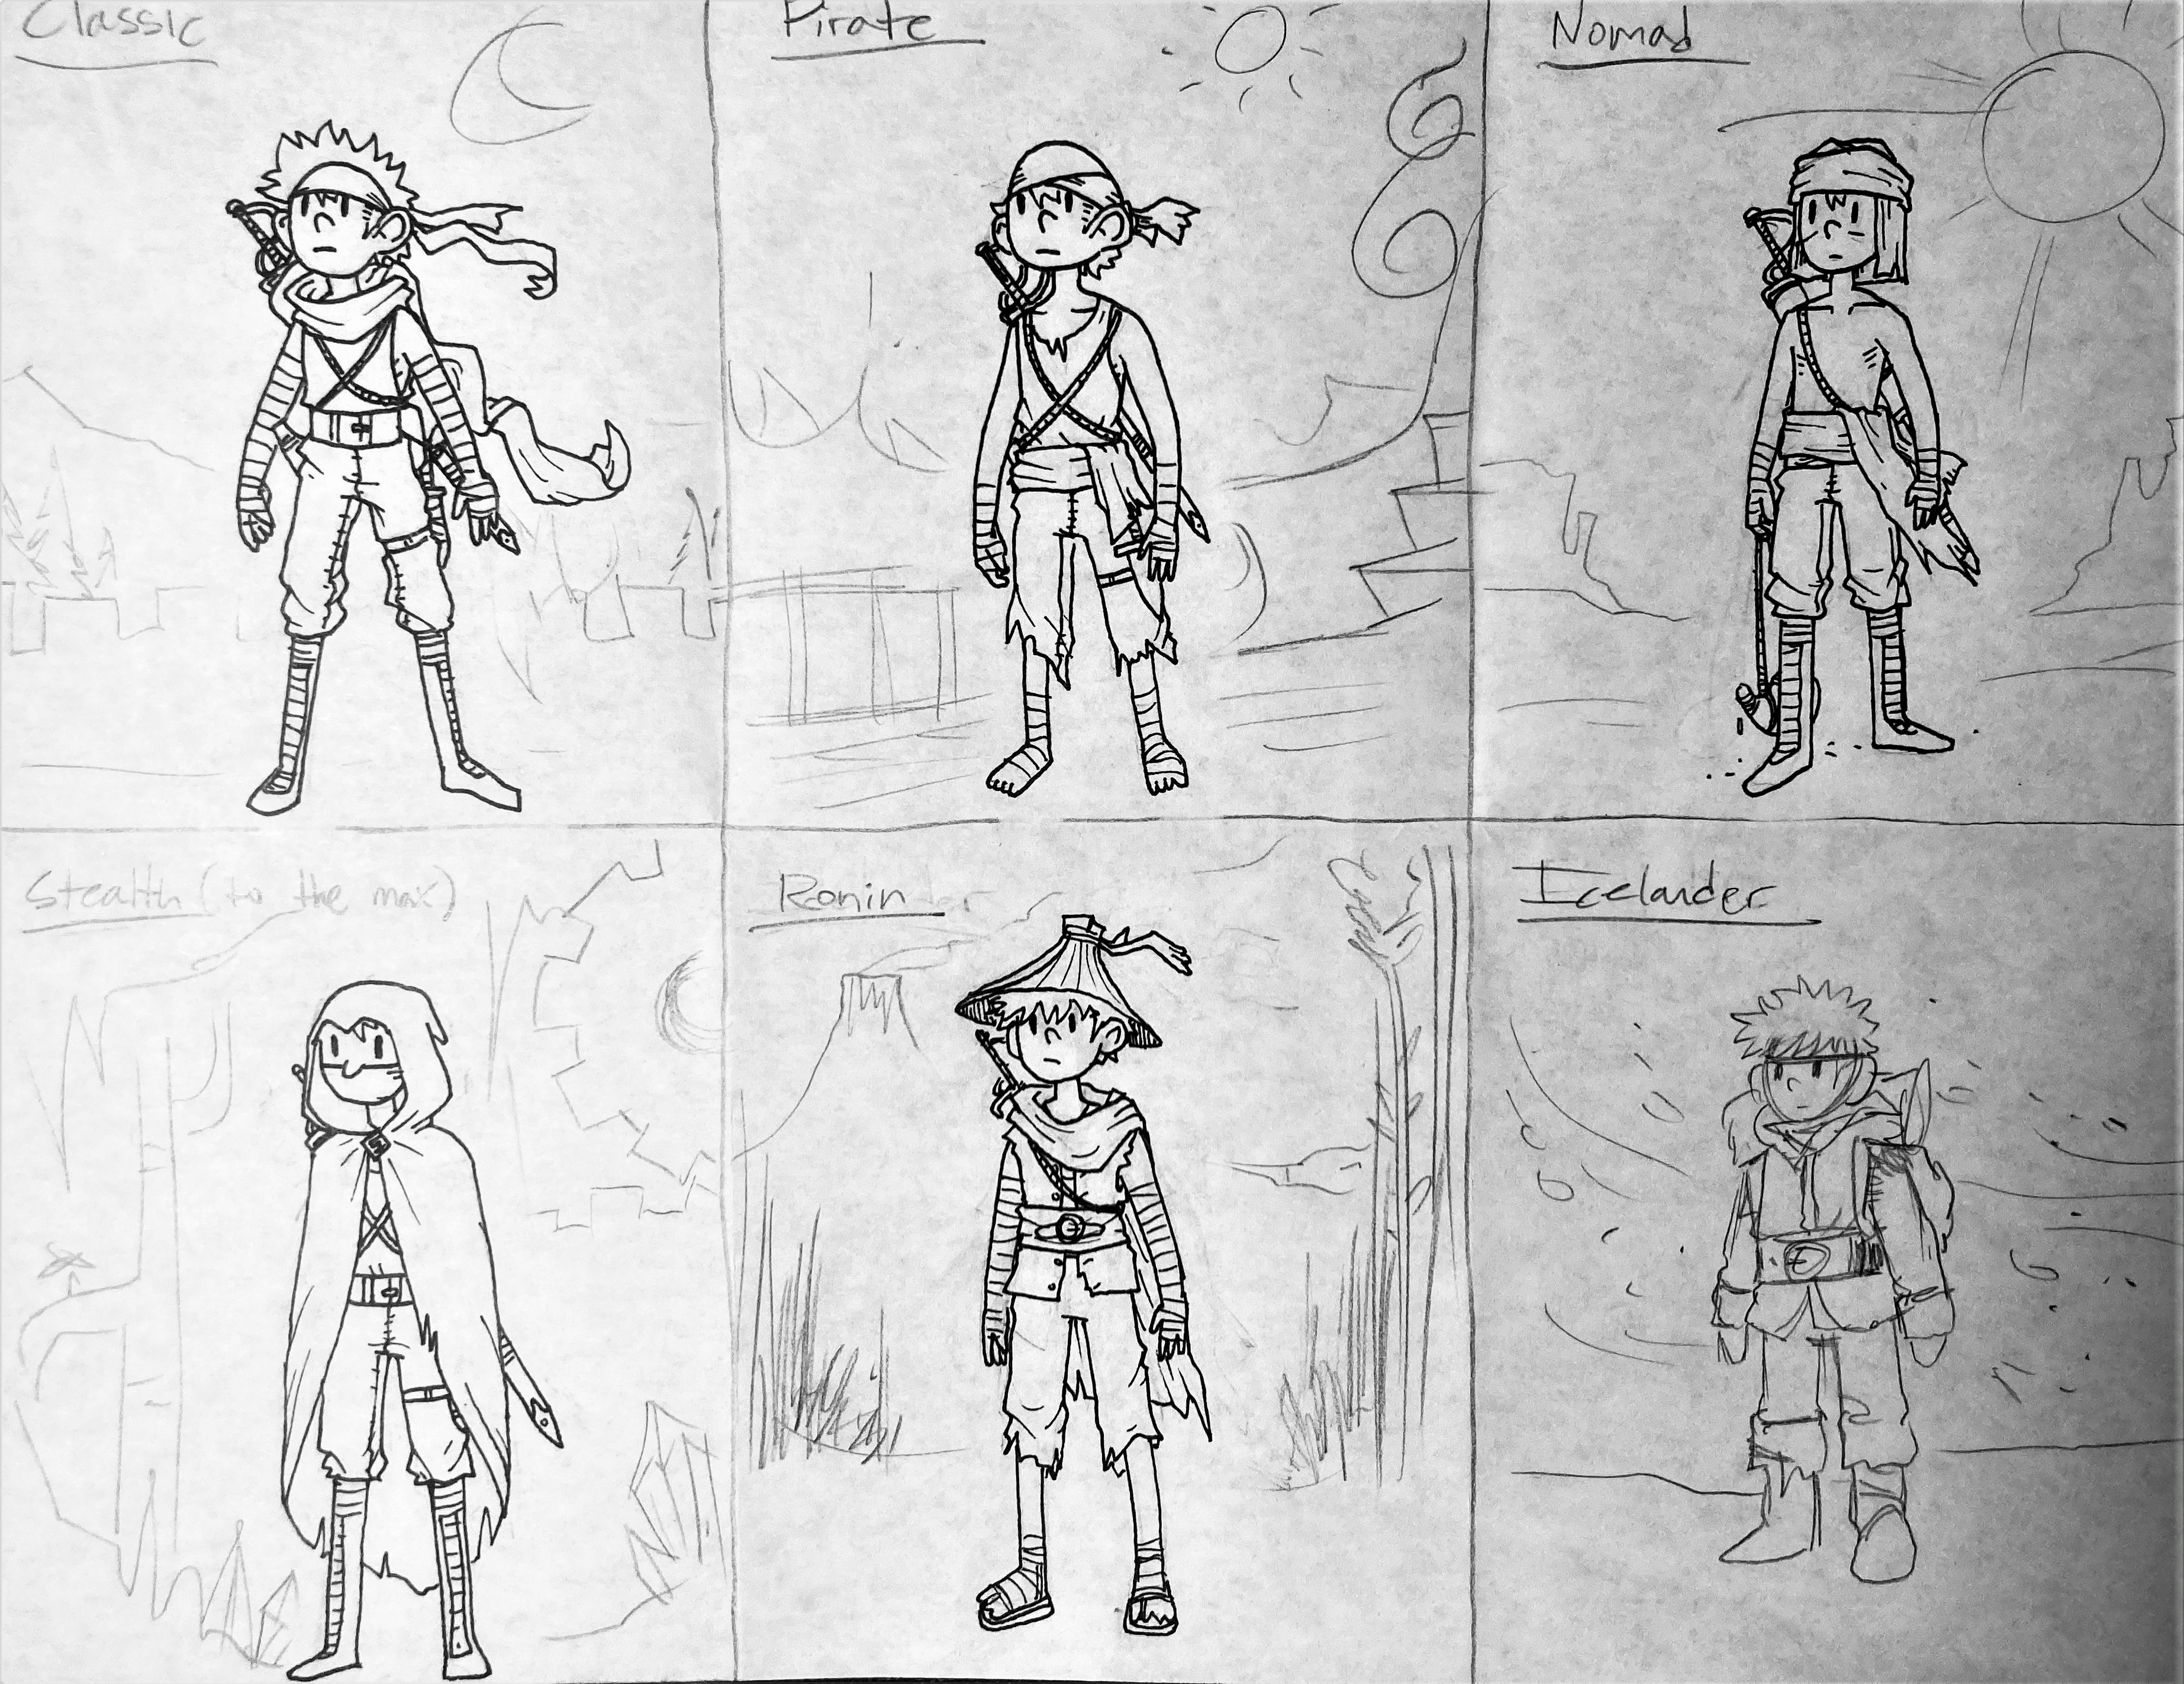 Classic
Pirate
Nomad
Stealth (to the max)
Ronin
Icelander